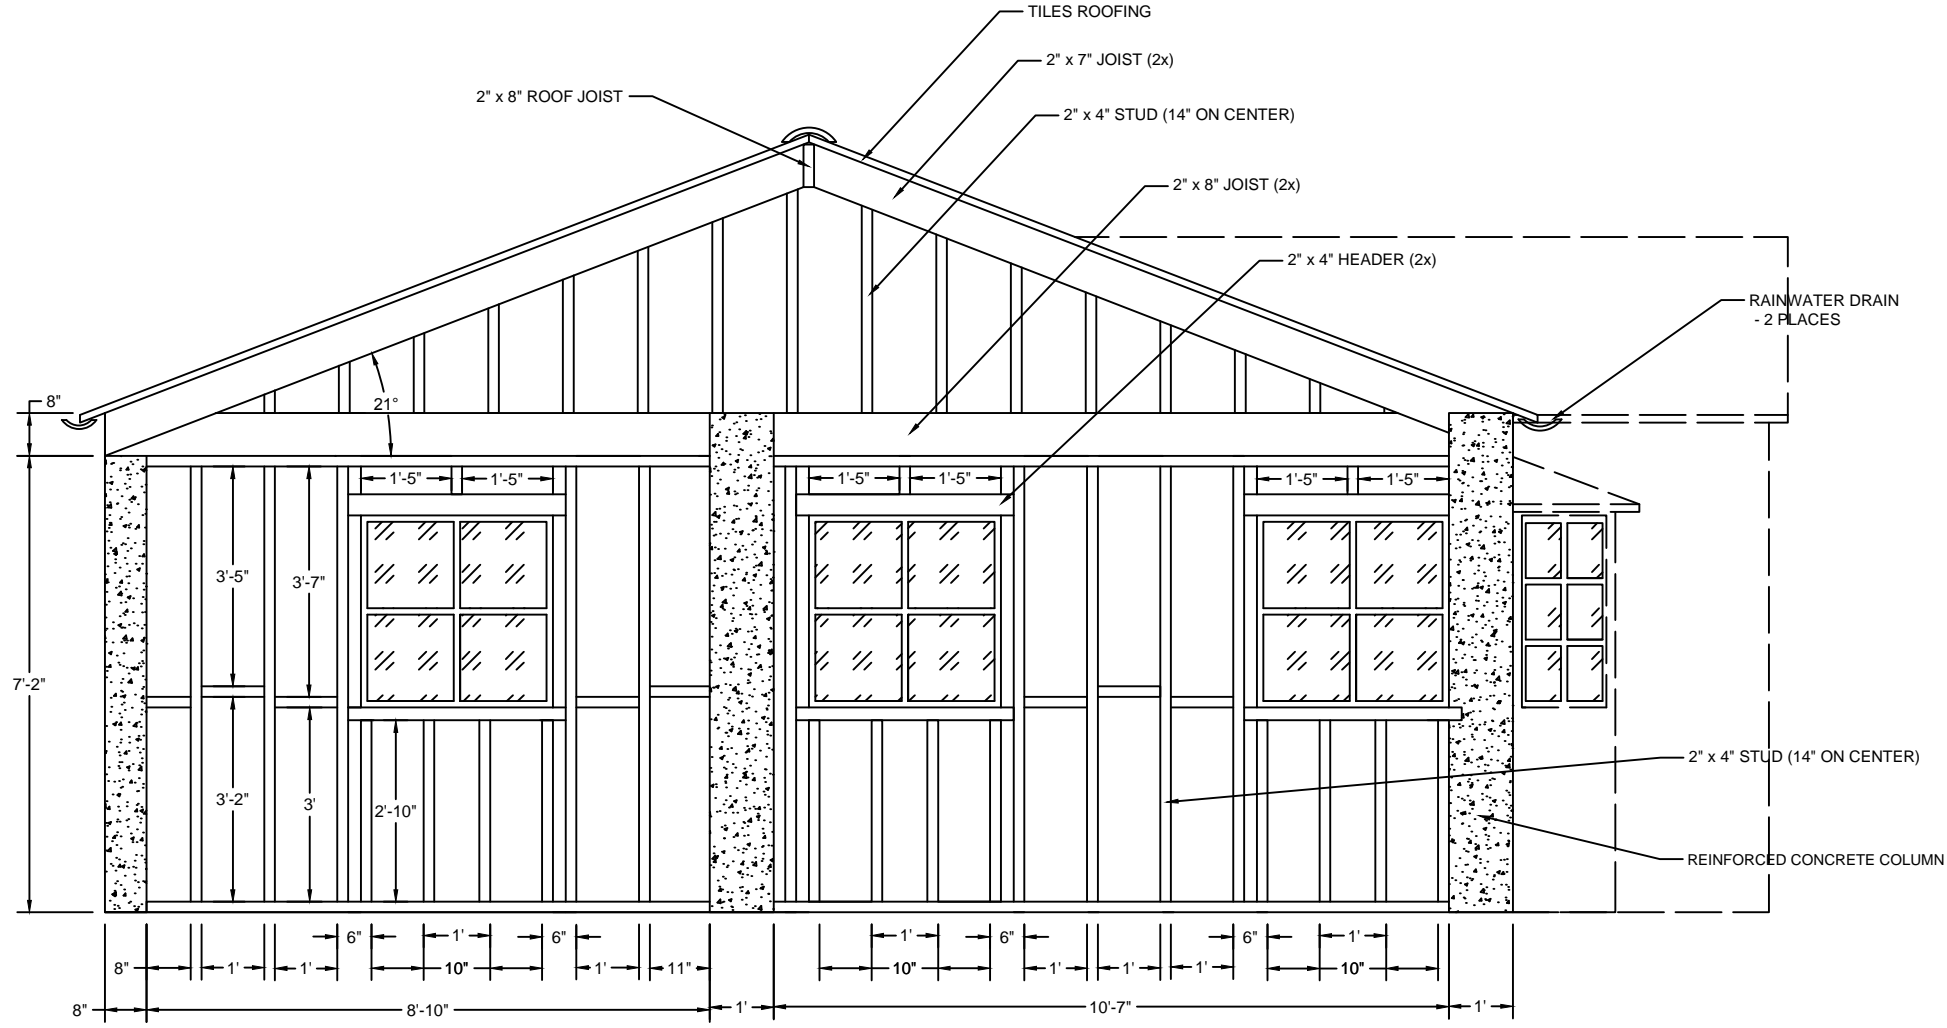 TILES ROOFING
2" x 7" JOIST (2x)
2" x 8" ROOF JOIST
2" x 4" STUD (14" ON CENTER)
2" x 8" JOIST (2x)
2" x 4" HEADER (2x)
RAINWATER DRAIN
- 2 PLACES
8"
21°
1'-5" 1'-5" 1'-5" 1'-5" 1'-5" 1'-5"
3'-5" 3'-7"
7'-2"
2" x 4" STUD (14" ON CENTER)
3'-2" 3' 2'-10"
REINFORCED CONCRETE COLUMN
6" 1' 6" 1' 6" 6" 1'
8" 1' 1' 10" 1' 11" 10" 1' 1' 1' 10"
8" 8'-10" 1' 10'-7" 1'